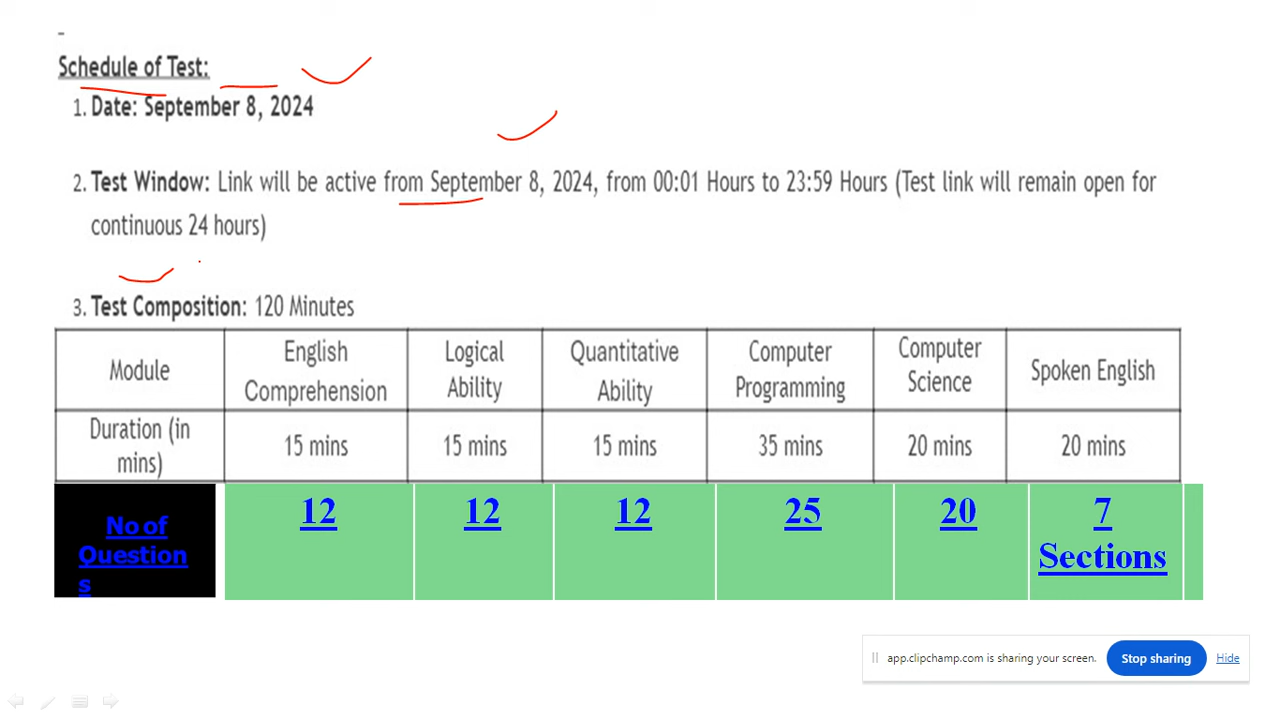 Schedule of Test:
1. Date: September 8, 2024
2. Test Window: Link will be active from September 8, 2024, from 00:01 Hours to 23:59 Hours (Test link will remain open for
continuous 24 hours)
3. Test Composition: 120 Minutes
Module English Comprehension Logical Ability Quantitative Ability Computer Programming Computer Science Spoken English
Duration (in mins) 15 mins 15 mins 15 mins 35 mins 20 mins 20 mins
No of Questions 12 12 12 25 20 7 Sections
app.clipchamp.com is sharing your screen. Stop sharing Hide